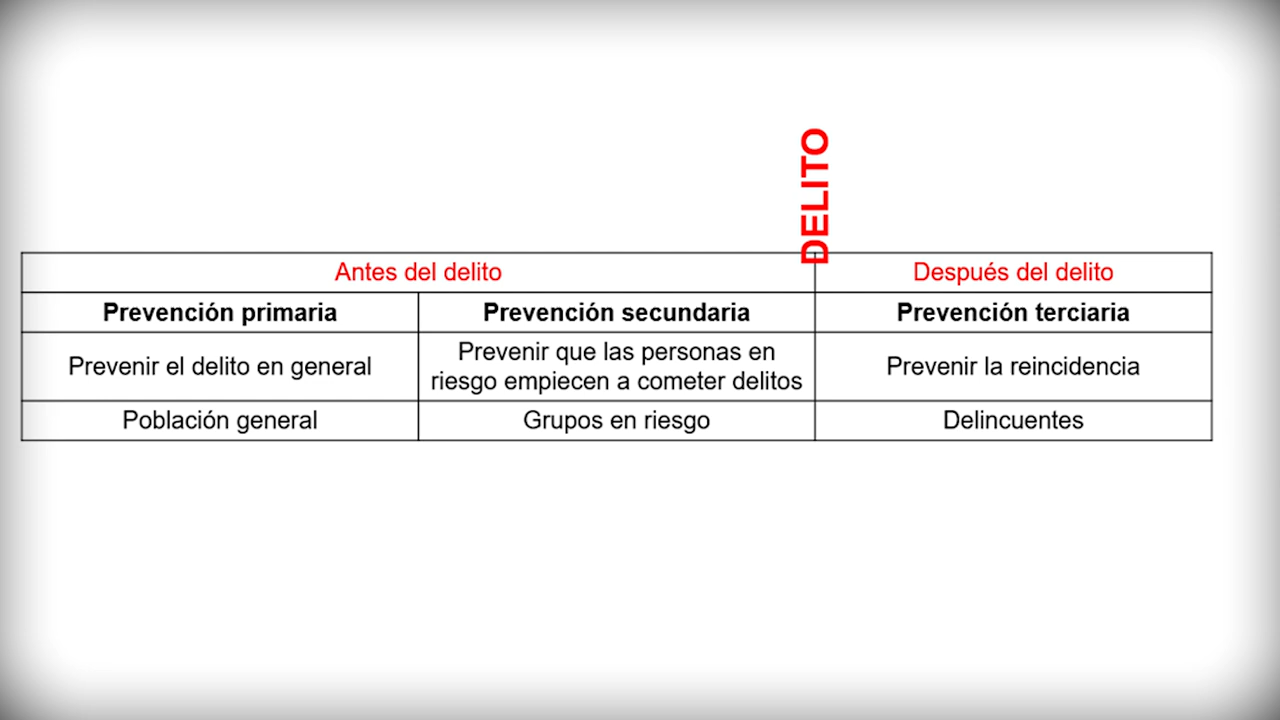 DELITO
Antes del delito
Después del delito
Prevención primaria
Prevención secundaria
Prevención terciaria
Prevenir el delito en general
Prevenir que las personas en
riesgo empiecen a cometer delitos
Prevenir la reincidencia
Población general
Grupos en riesgo
Delincuentes